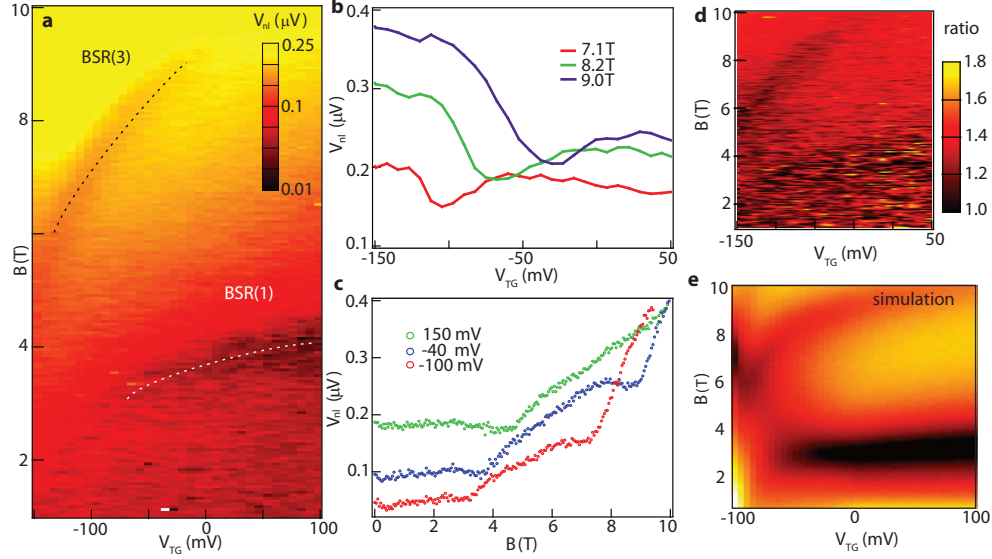 a
V_nl (μV)
0.25
0.1
0.01
BSR(3)
BSR(1)
B(T)
8
6
4
2
-100
0
100
V_TG (mV)
b
V_nl (μV)
0.4
0.3
0.2
0.1
7.1T
8.2T
9.0T
-150
-50
50
V_TG (mV)
c
V_nl (μV)
0.4
0.3
0.2
0.1
150 mV
-40 mV
-100 mV
0
2
4
6
8
10
B(T)
d
B(T)
10
8
6
4
2
-150
50
V_TG (mV)
ratio
1.8
1.6
1.4
1.2
1.0
e
simulation
B(T)
10
8
6
4
2
-100
0
100
V_TG (mV)